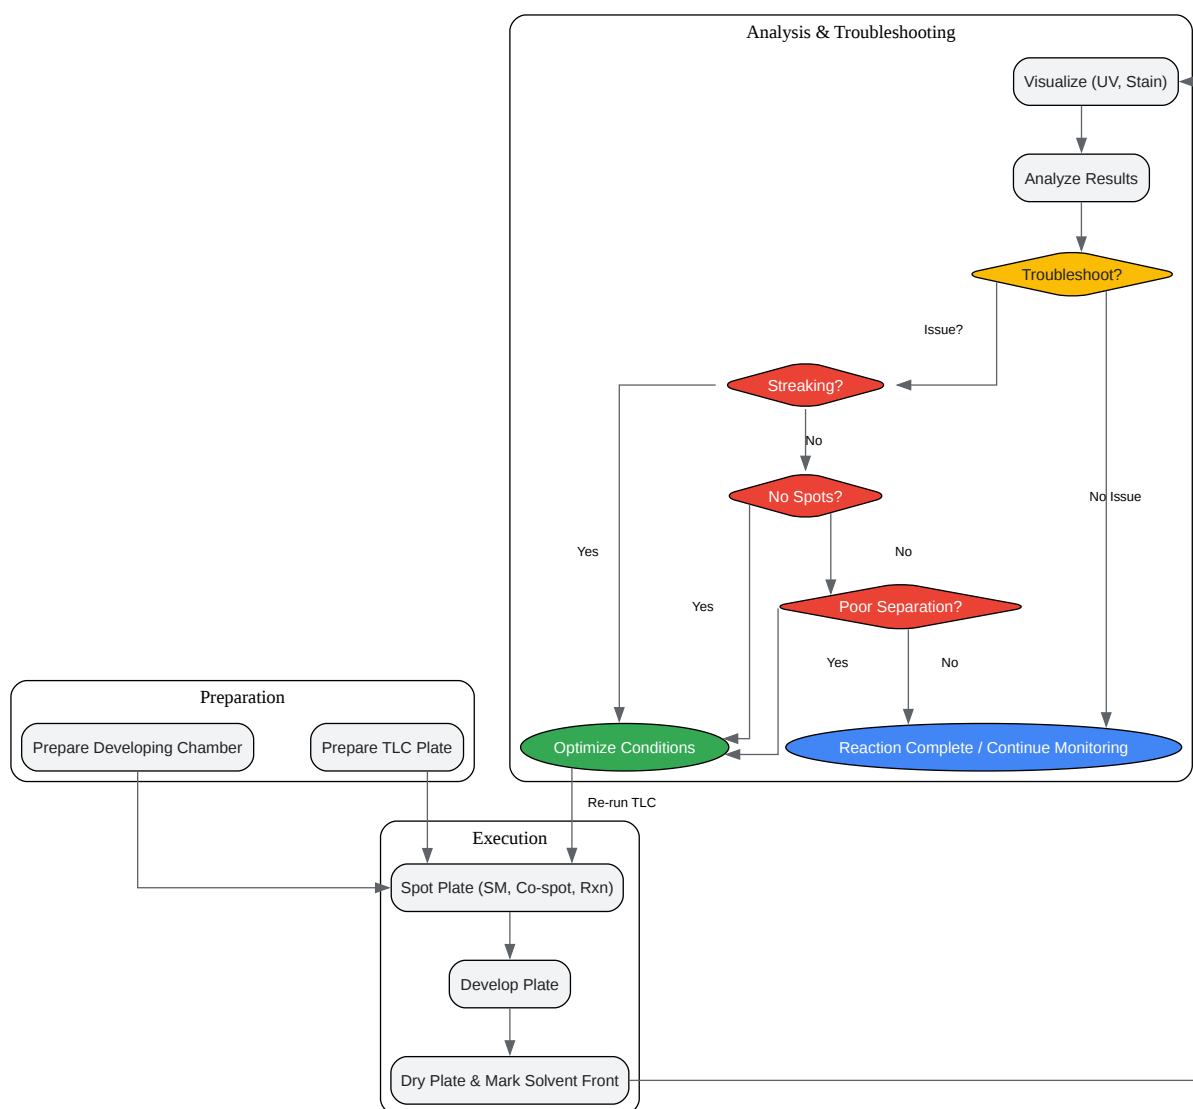 Analysis & Troubleshooting
Visualize (UV, Stain)
Analyze Results
Troubleshoot?
Issue?
Streaking?
No
No Spots?
No Issue
Yes
No
Yes
Poor Separation?
Yes
No
Preparation
Prepare Developing Chamber
Prepare TLC Plate
Optimize Conditions
Reaction Complete / Continue Monitoring
Re-run TLC
Execution
Spot Plate (SM, Co-spot, Rxn)
Develop Plate
Dry Plate & Mark Solvent Front